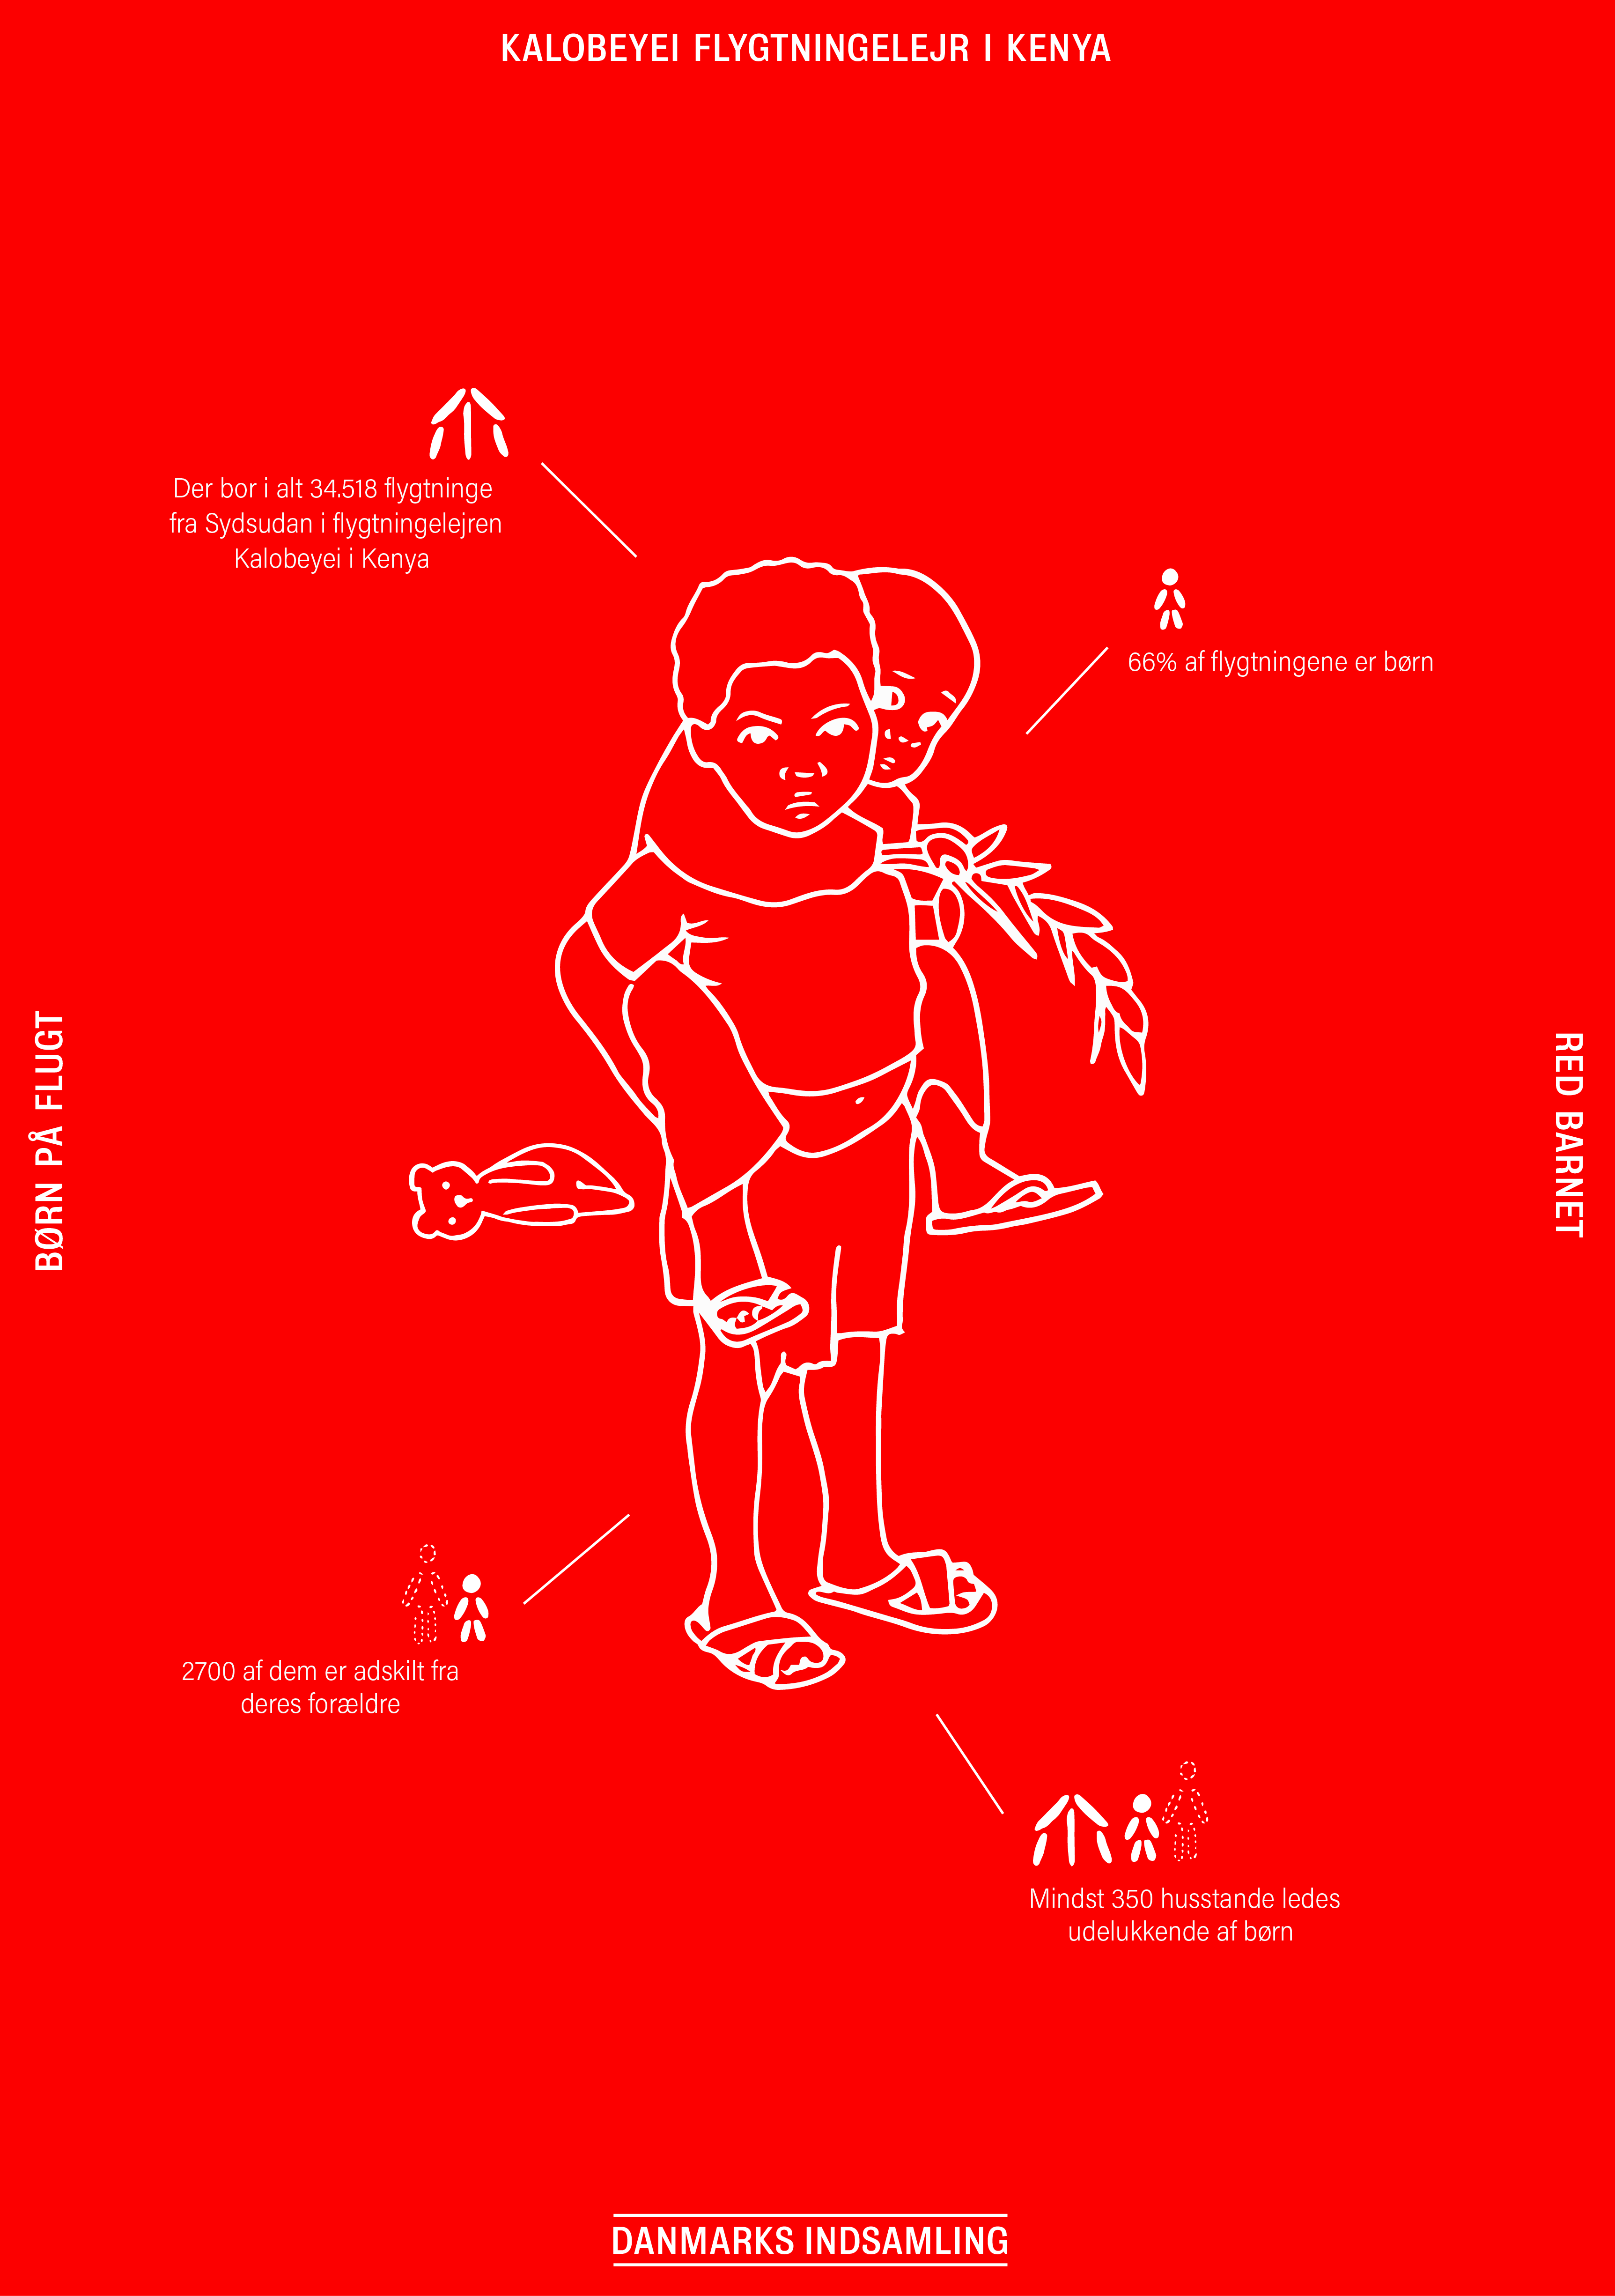 KALOBEYEI FLYGTNINGELEJR I KENYA
Der bor i alt 34.518 flygtninge
fra Sydsudan i flygtningelejren
Kalobeyei i Kenya
66% af flygtningene er børn
BØRN PÅ FLUGT
RED BARNET
2700 af dem er adskilt fra
deres forældre
Mindst 350 husstande ledes
udelukkende af børn
DANMARKS INDSAMLING